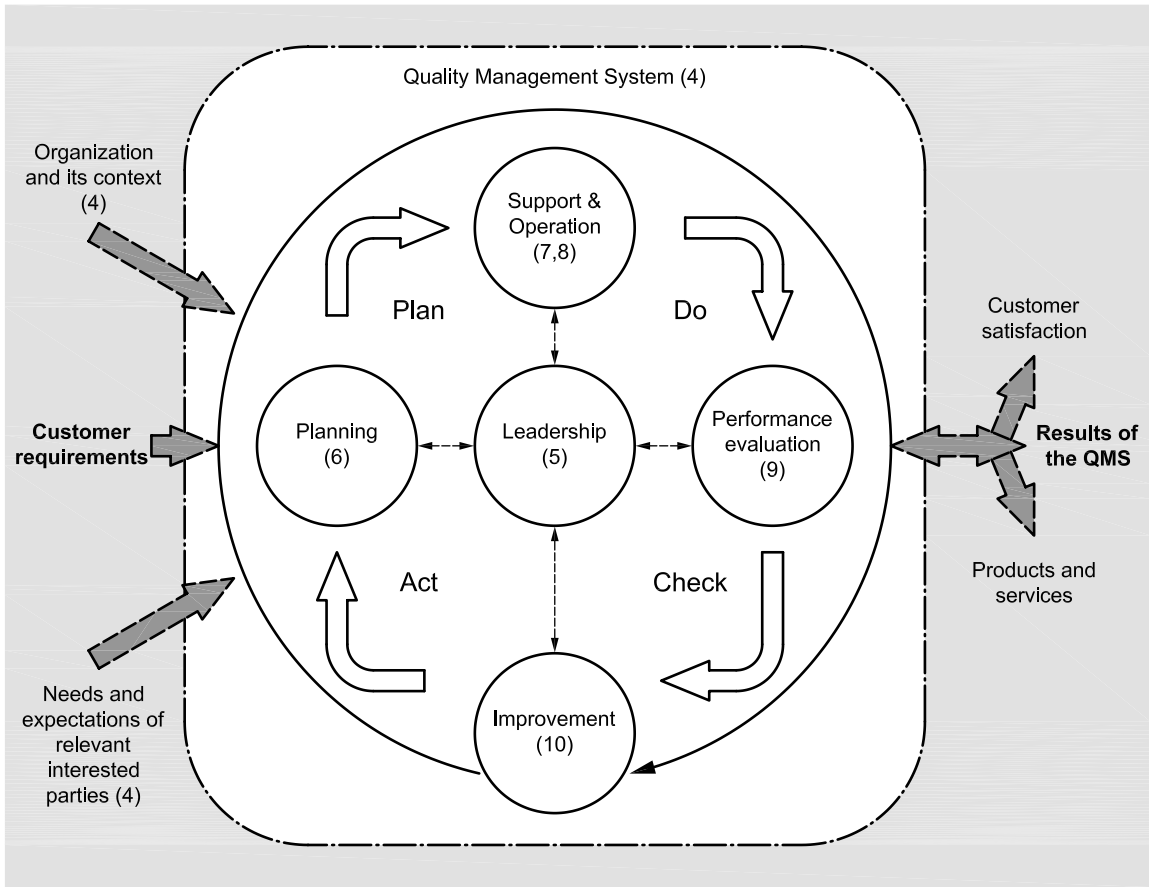 Quality Management System (4)
Organization
and its context
(4)
Support &
Operation
(7,8)
Plan
Do
Customer
satisfaction
Customer
requirements
Planning
(6)
Leadership
(5)
Performance
evaluation
(9)
Results of
the QMS
Act
Check
Products and
services
Needs and
expectations of
relevant
interested
parties (4)
Improvement
(10)